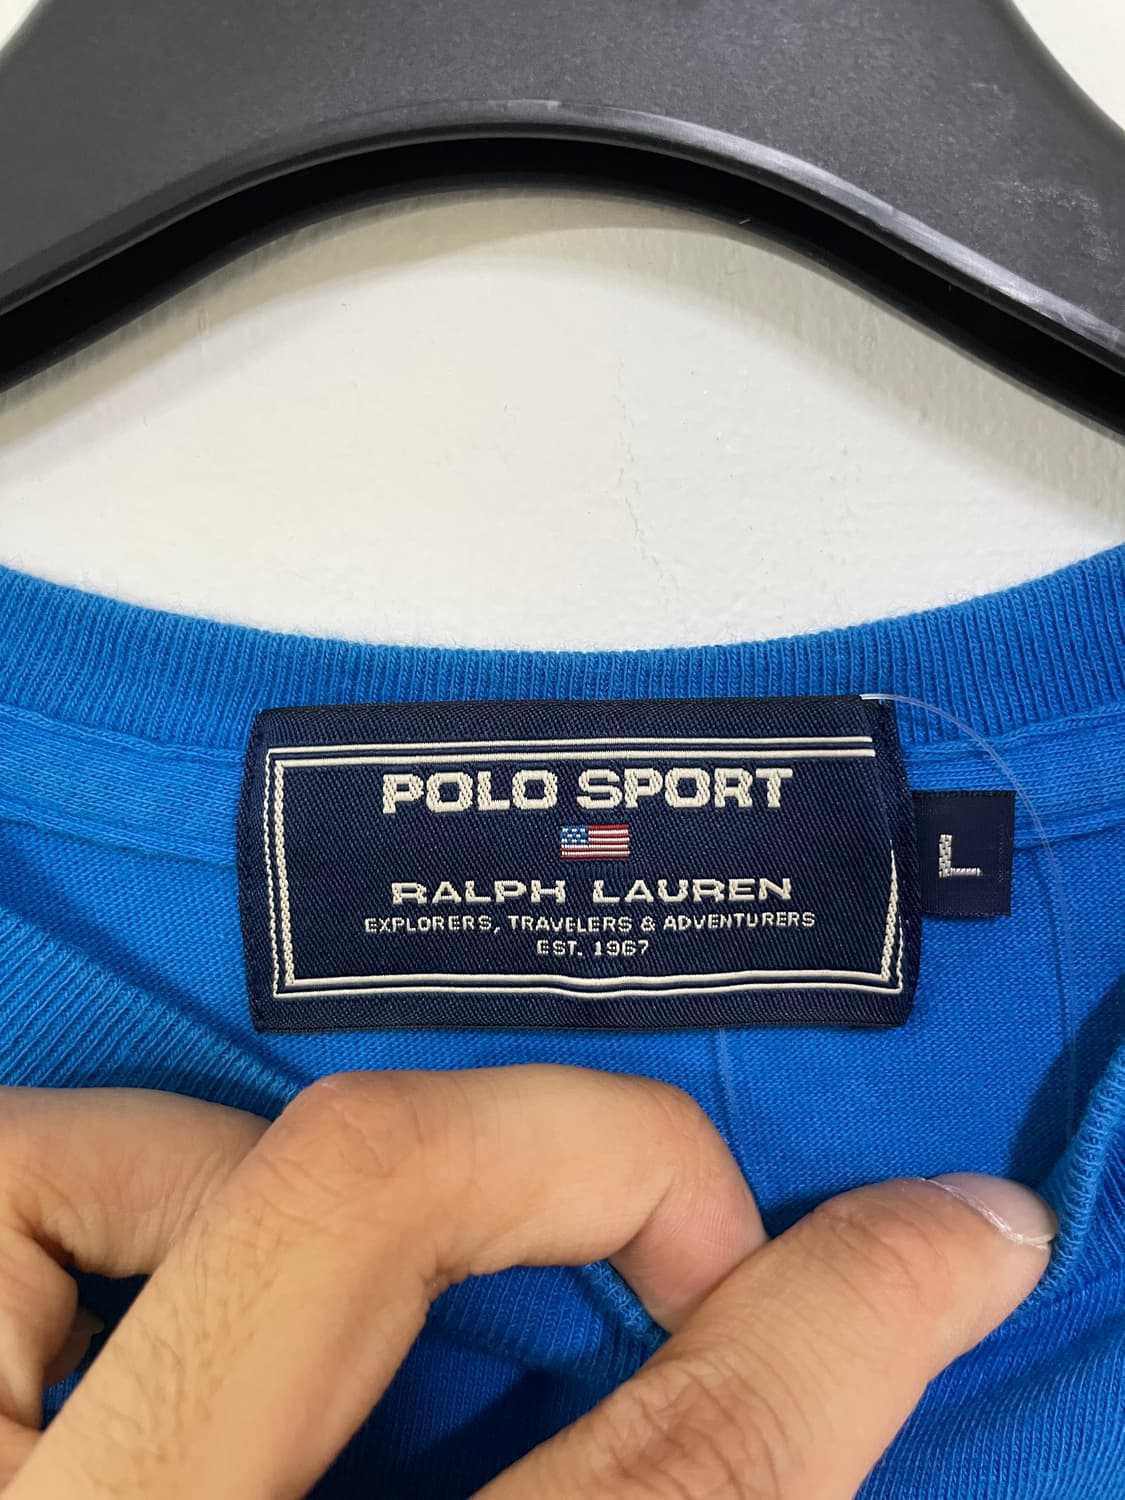 POLO SPORT
RALPH LAUREN
EXPLORERS, TRAVELERS & ADVENTURERS
EST. 1967
L